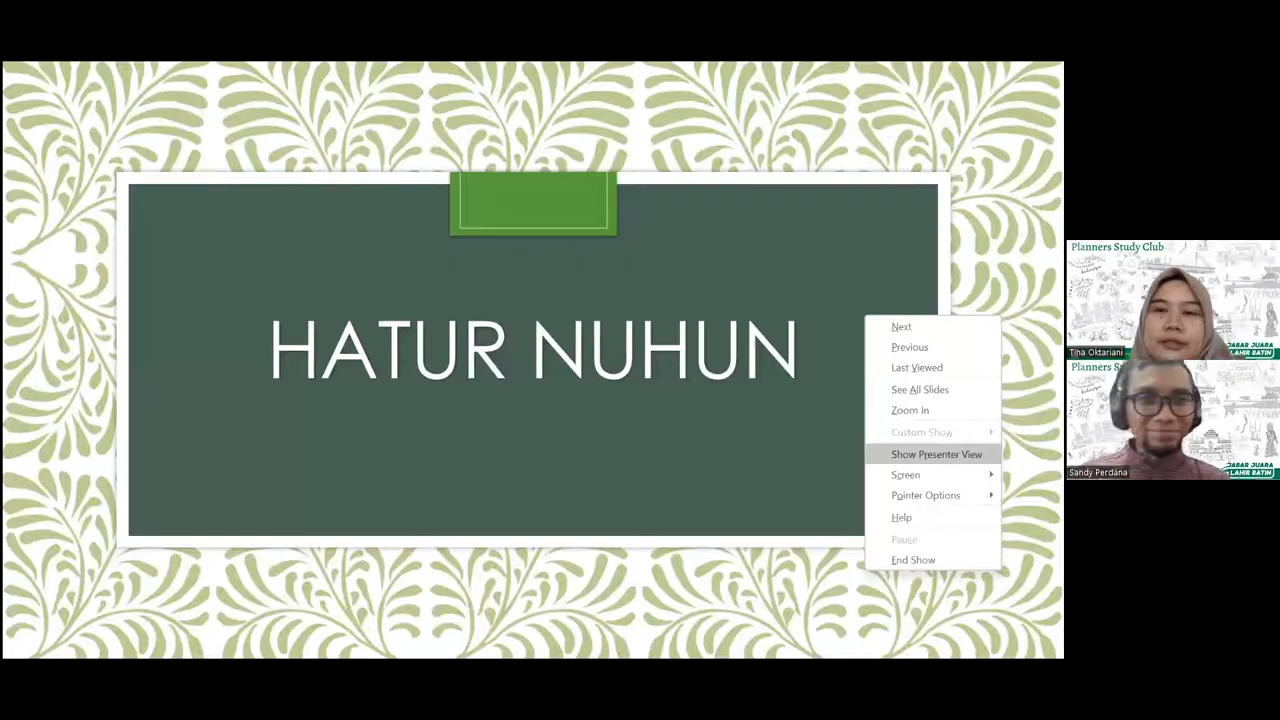 HATUR NUHUN
Next
Previous
Last Viewed
See All Slides
Zoom In
Custom Show
Show Presenter View
Screen
Pointer Options
Help
Pause
End Show
Planners Study Club
JABAR JUARA
LAHIR BATIN
Tina Oktariani
Planners St
JABAR JUARA
LAHIR BATIN
Sandy Perdana